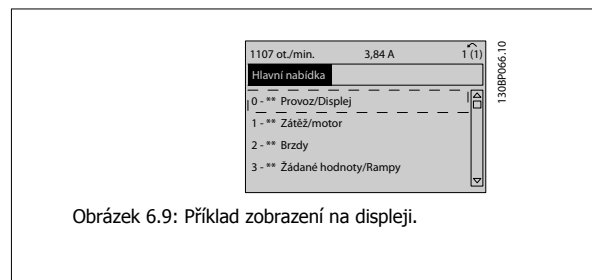 1107 ot./min. 3,84 A 1 (1)
Hlavní nabídka
0 - ** Provoz/Displej
1 - ** Zátěž/motor
2 - ** Brzdy
3 - ** Žádané hodnoty/Rampy
130BP066.10
Obrázek 6.9: Příklad zobrazení na displeji.